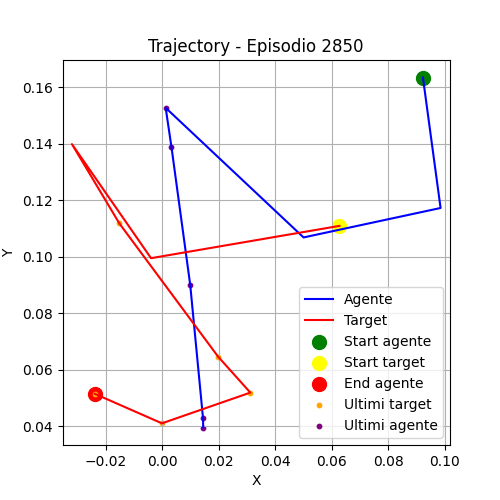 Trajectory - Episodio 2850
Y
0.16
0.14
0.12
0.10
0.08
0.06
0.04
Agente
Target
Start agente
Start target
End agente
Ultimi target
Ultimi agente
−0.02 0.00 0.02 0.04 0.06 0.08 0.10
X